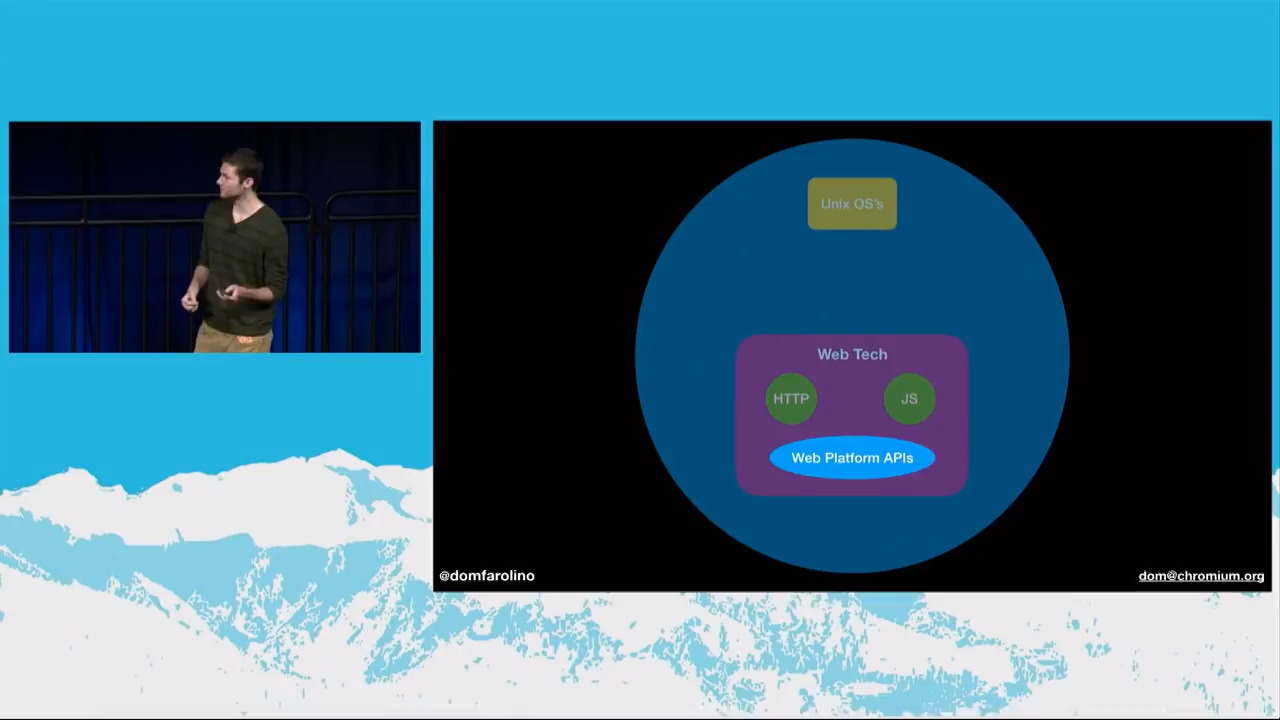 Unix OS's
Web Tech
HTTP
JS
Web Platform APIs
@domfarolino
dom@chromium.org